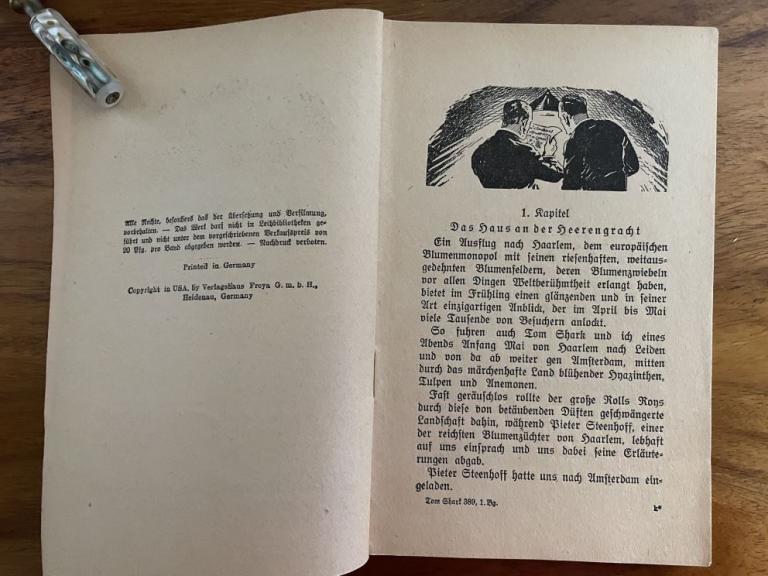 Alle Rechte, besonders das der Übersetzung und Verfilmung,
vorbehalten. — Das Werk darf nicht in Leihbibliotheken ge-
führt und nicht unter dem vorgeschriebenen Verkaufspreis von
20 Pfg. pro Band abgegeben werden. — Nachdruck verboten.
Printed in Germany
Copyright in USA. by Verlagshaus Freya G. m. b. H.,
Heidenau, Germany
1. Kapitel
Das Haus an der Heerengracht
Ein Ausflug nach Haarlem, dem europäischen
Blumenmonopol mit seinen riesenhaften, weitaus-
gedehnten Blumenfeldern, deren Blumenzwiebeln
vor allen Dingen Weltberühmtheit erlangt haben,
bietet im Frühling einen glänzenden und in seiner
Art einzigartigen Anblick, der im April bis Mai
viele Tausende von Besuchern anlockt.
So fuhren auch Tom Shark und ich eines
Abends Anfang Mai von Haarlem nach Leiden
und von da ab weiter gen Amsterdam, mitten
durch das märchenhafte Land blühender Hyazinthen,
Tulpen und Anemonen.
Fast geräuschlos rollte der große Rolls Roys
durch diese von betäubenden Düften geschwängerte
Landschaft dahin, während Pieter Steenhoff, einer
der reichsten Blumenzüchter von Haarlem, lebhaft
auf uns einsprach und uns dabei seine Erläute-
rungen abgab.
Pieter Steenhoff hatte uns nach Amsterdam ein-
geladen.
Tom Shark 389, 1. Bg.